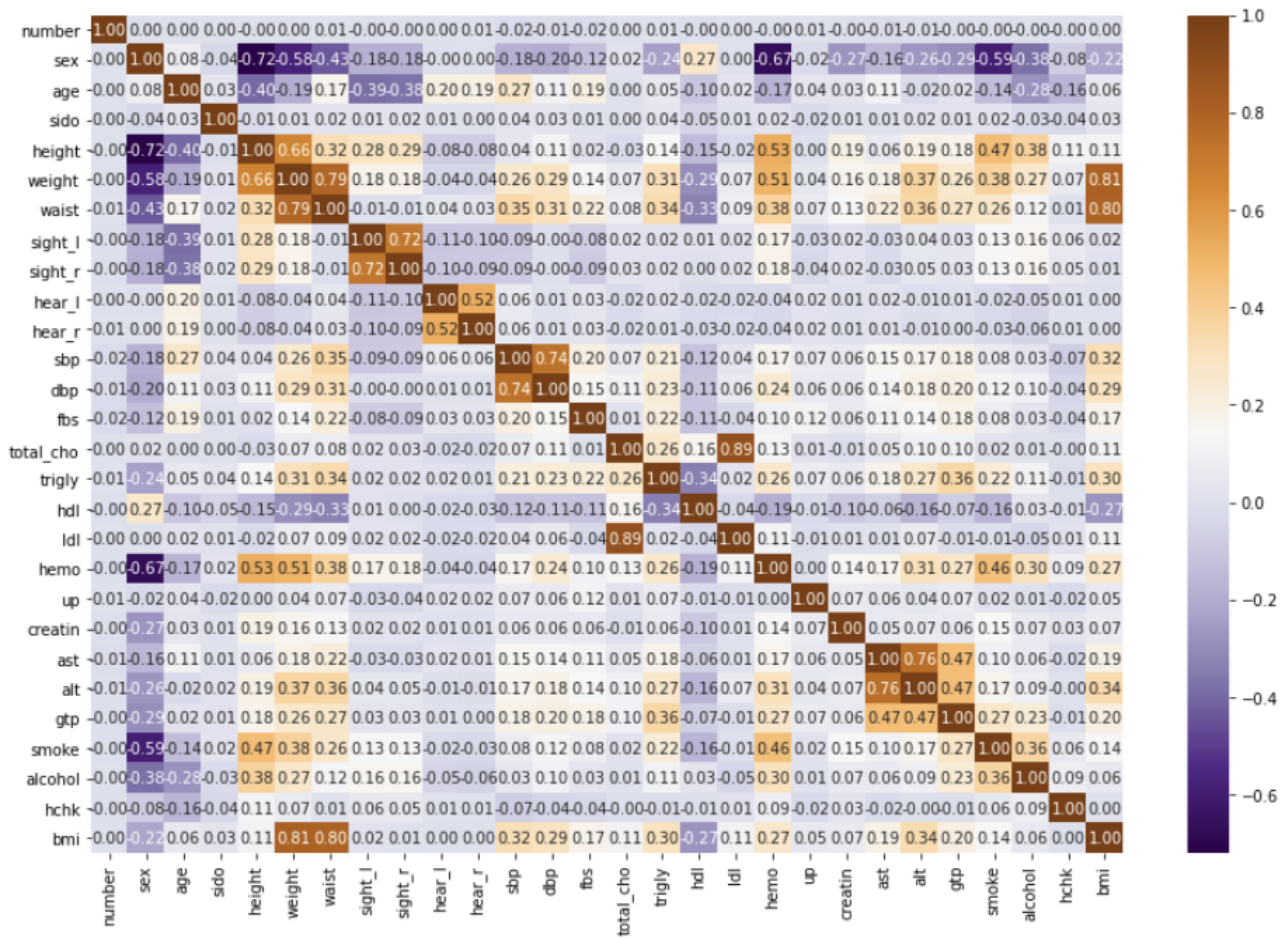 number 1.00 -0.00 -0.00 -0.00 -0.00 -0.00 -0.01 -0.00 -0.00 -0.00 0.01 -0.02 -0.01 -0.02 0.00 0.01 -0.00 0.00 -0.00 0.01 -0.00 -0.01 -0.01 -0.00 -0.00 -0.00 -0.00 -0.00
sex -0.00 1.00 0.08 -0.04 -0.72 -0.58 -0.43 -0.18 -0.18 -0.00 0.00 -0.18 -0.20 -0.12 0.02 -0.24 0.27 0.00 -0.67 -0.02 -0.27 -0.16 -0.26 -0.29 -0.59 -0.38 -0.08 -0.22
age -0.00 0.08 1.00 0.03 -0.40 -0.19 0.17 -0.39 -0.38 0.20 0.19 0.27 0.11 0.19 0.00 0.05 -0.10 0.02 -0.17 0.04 0.03 0.11 -0.02 0.02 -0.14 -0.28 -0.16 0.06
sido -0.00 -0.04 0.03 1.00 -0.01 0.01 0.02 0.01 0.02 0.01 0.00 0.04 0.03 0.01 0.00 0.04 -0.05 0.01 0.02 -0.02 0.01 0.01 0.02 0.01 0.02 -0.03 -0.04 0.03
height -0.00 -0.72 -0.40 -0.01 1.00 0.66 0.32 0.28 0.29 -0.08 -0.08 0.04 0.11 0.02 -0.03 0.14 -0.15 -0.02 0.53 0.00 0.19 0.06 0.19 0.18 0.47 0.38 0.11 0.11
weight -0.00 -0.58 -0.19 0.01 0.66 1.00 0.79 0.18 0.18 -0.04 -0.04 0.26 0.29 0.14 0.07 0.31 -0.29 0.07 0.51 0.04 0.16 0.18 0.37 0.26 0.38 0.27 0.07 0.81
waist -0.01 -0.43 0.17 0.02 0.32 0.79 1.00 -0.01 -0.01 0.04 0.03 0.35 0.31 0.22 0.08 0.34 -0.33 0.09 0.38 0.07 0.13 0.22 0.36 0.27 0.26 0.12 0.01 0.80
sight_l -0.00 -0.18 -0.39 0.01 0.28 0.18 -0.01 1.00 0.72 -0.11 -0.10 -0.09 -0.00 -0.08 0.02 0.02 0.01 0.02 0.17 -0.03 0.02 -0.03 0.04 0.03 0.13 0.16 0.06 0.02
sight_r -0.00 -0.18 -0.38 0.02 0.29 0.18 -0.01 0.72 1.00 -0.10 -0.09 -0.09 -0.00 -0.09 0.03 0.02 0.00 0.02 0.18 -0.04 0.02 -0.03 0.05 0.03 0.13 0.16 0.05 0.01
hear_l -0.00 -0.00 0.20 0.01 -0.08 -0.04 0.04 -0.11 -0.10 1.00 0.52 0.06 0.01 0.03 -0.02 0.02 -0.02 -0.02 -0.04 0.02 0.01 0.02 -0.01 0.01 -0.02 -0.05 0.01 0.00
hear_r 0.01 0.00 0.19 0.00 -0.08 -0.04 0.03 -0.10 -0.09 0.52 1.00 0.06 0.01 0.03 -0.02 0.01 -0.03 -0.02 -0.04 0.02 0.01 0.01 -0.01 0.00 -0.03 -0.06 0.01 0.00
sbp -0.02 -0.18 0.27 0.04 0.04 0.26 0.35 -0.09 -0.09 0.06 0.06 1.00 0.74 0.20 0.07 0.21 -0.12 0.04 0.17 0.07 0.06 0.15 0.17 0.18 0.08 0.03 -0.07 0.32
dbp -0.01 -0.20 0.11 0.03 0.11 0.29 0.31 -0.00 -0.00 0.01 0.01 0.74 1.00 0.15 0.11 0.23 -0.11 0.06 0.24 0.06 0.06 0.14 0.18 0.20 0.12 0.10 -0.04 0.29
fbs -0.02 -0.12 0.19 0.01 0.02 0.14 0.22 -0.08 -0.09 0.03 0.03 0.20 0.15 1.00 0.01 0.22 -0.11 -0.04 0.10 0.12 0.06 0.11 0.14 0.18 0.08 0.03 -0.04 0.17
total_cho 0.00 0.02 0.00 0.00 -0.03 0.07 0.08 0.02 0.03 -0.02 -0.02 0.07 0.11 0.01 1.00 0.26 0.16 0.89 0.13 0.01 -0.01 0.05 0.10 0.10 0.02 0.01 -0.00 0.11
trigly 0.01 -0.24 0.05 0.04 0.14 0.31 0.34 0.02 0.02 0.02 0.01 0.21 0.23 0.22 0.26 1.00 -0.34 0.02 0.26 0.07 0.06 0.18 0.27 0.36 0.22 0.11 -0.01 0.30
hdl -0.00 0.27 -0.10 -0.05 -0.15 -0.29 -0.33 0.01 0.00 -0.02 -0.03 -0.12 -0.11 -0.11 0.16 -0.34 1.00 -0.04 -0.19 -0.01 -0.10 -0.06 -0.16 -0.07 -0.16 0.03 -0.01 -0.27
ldl 0.00 0.00 0.02 0.01 -0.02 0.07 0.09 0.02 0.02 -0.02 -0.02 0.04 0.06 -0.04 0.89 0.02 -0.04 1.00 0.11 -0.01 0.01 0.01 0.07 -0.01 -0.01 -0.05 0.01 0.11
hemo -0.00 -0.67 -0.17 0.02 0.53 0.51 0.38 0.17 0.18 -0.04 -0.04 0.17 0.24 0.10 0.13 0.26 -0.19 0.11 1.00 0.00 0.14 0.17 0.31 0.27 0.46 0.30 0.09 0.27
up 0.01 -0.02 0.04 -0.02 0.00 0.04 0.07 -0.03 -0.04 0.02 0.02 0.07 0.06 0.12 0.01 0.07 -0.01 -0.01 0.00 1.00 0.07 0.06 0.04 0.07 0.02 0.01 -0.02 0.05
creatin -0.00 -0.27 0.03 0.01 0.19 0.16 0.13 0.02 0.02 0.01 0.01 0.06 0.06 0.06 -0.01 0.06 -0.10 0.01 0.14 0.07 1.00 0.05 0.07 0.06 0.15 0.07 0.03 0.07
ast -0.01 -0.16 0.11 0.01 0.06 0.18 0.22 -0.03 -0.03 0.02 0.01 0.15 0.14 0.11 0.05 0.18 -0.06 0.01 0.17 0.06 0.05 1.00 0.76 0.47 0.10 0.06 -0.02 0.19
alt -0.01 -0.26 -0.02 0.02 0.19 0.37 0.36 0.04 0.05 -0.01 -0.01 0.17 0.18 0.14 0.10 0.27 -0.16 0.07 0.31 0.04 0.07 0.76 1.00 0.47 0.17 0.09 -0.00 0.34
gtp -0.00 -0.29 0.02 0.01 0.18 0.26 0.27 0.03 0.03 0.01 0.00 0.18 0.20 0.18 0.10 0.36 -0.07 -0.01 0.27 0.07 0.06 0.47 0.47 1.00 0.27 0.23 -0.01 0.20
smoke -0.00 -0.59 -0.14 0.02 0.47 0.38 0.26 0.13 0.13 -0.02 -0.03 0.08 0.12 0.08 0.02 0.22 -0.16 -0.01 0.46 0.02 0.15 0.10 0.17 0.27 1.00 0.36 0.06 0.14
alcohol -0.00 -0.38 -0.28 -0.03 0.38 0.27 0.12 0.16 0.16 -0.05 -0.06 0.03 0.10 0.03 0.01 0.11 0.03 -0.05 0.30 0.01 0.07 0.06 0.09 0.23 0.36 1.00 0.09 0.06
hchk -0.00 -0.08 -0.16 -0.04 0.11 0.07 0.01 0.06 0.05 0.01 0.01 -0.07 -0.04 -0.04 -0.00 -0.01 -0.01 0.01 0.09 -0.02 0.03 -0.02 -0.00 -0.01 0.06 0.09 1.00 0.00
bmi -0.00 -0.22 0.06 0.03 0.11 0.81 0.80 0.02 0.01 0.00 0.00 0.32 0.29 0.17 0.11 0.30 -0.27 0.11 0.27 0.05 0.07 0.19 0.34 0.20 0.14 0.06 0.00 1.00
number sex age sido height weight waist sight_l sight_r hear_l hear_r sbp dbp fbs total_cho trigly hdl ldl hemo up creatin ast alt gtp smoke alcohol hchk bmi
1.0
0.8
0.6
0.4
0.2
0.0
−0.2
−0.4
−0.6